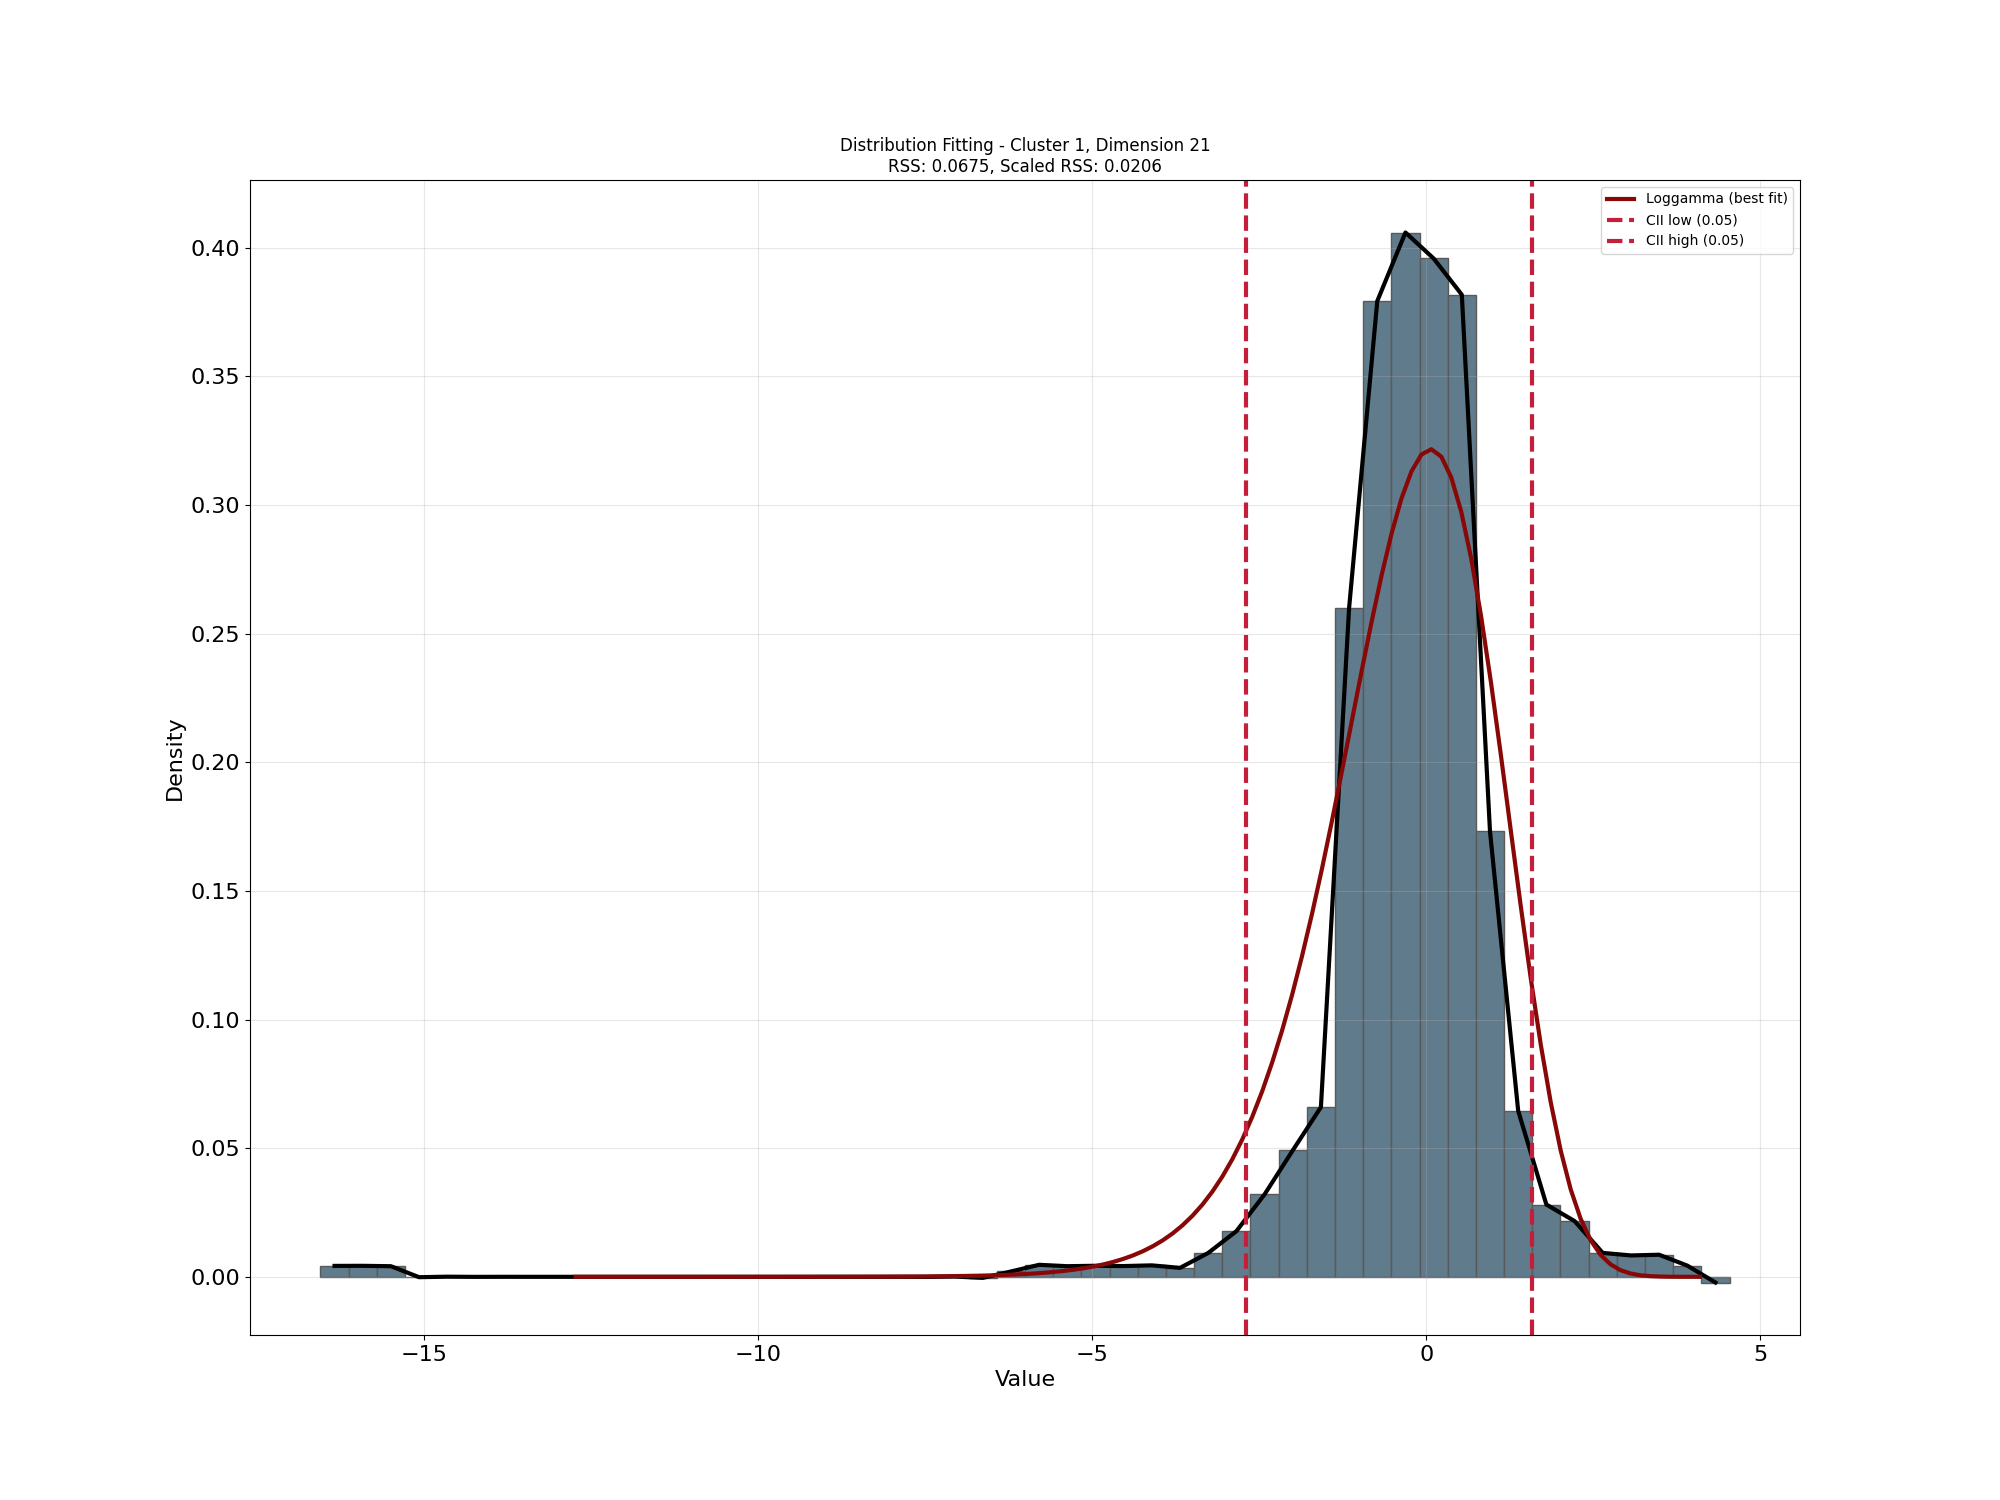 Distribution Fitting - Cluster 1, Dimension 21
RSS: 0.0675, Scaled RSS: 0.0206
Loggamma (best fit)
CII low (0.05)
CII high (0.05)
0.40
0.35
0.30
0.25
0.20
0.15
0.10
0.05
0.00
Density
−15
−10
−5
0
5
Value